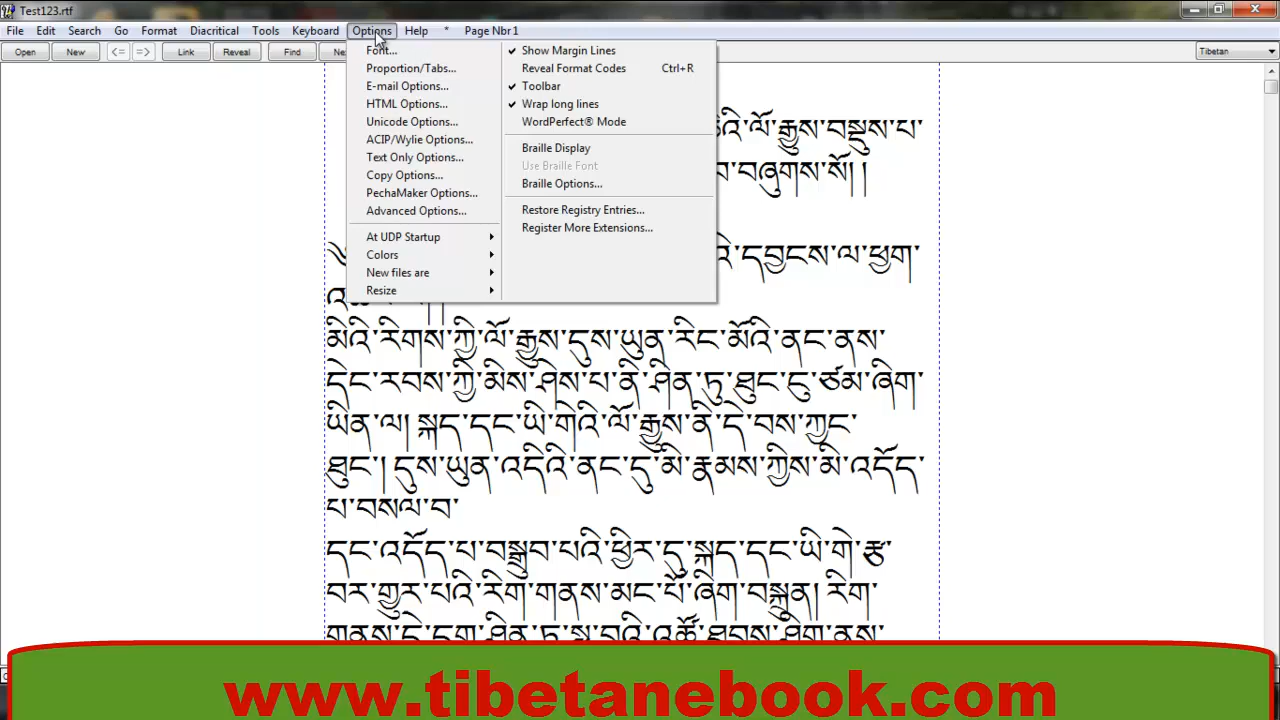 Test123.rtf
File Edit Search Go Format Diacritical Tools Keyboard Options Help * Page Nbr 1
Open New <= => Link Reveal Find Tibetan
Font...
Proportion/Tabs...
E-mail Options...
HTML Options...
Unicode Options...
ACIP/Wylie Options...
Text Only Options...
Copy Options...
PechaMaker Options...
Advanced Options...
At UDP Startup
Colors
New files are
Resize
Show Margin Lines
Reveal Format Codes Ctrl+R
Toolbar
Wrap long lines
WordPerfect® Mode
Braille Display
Use Braille Font
Braille Options...
Restore Registry Entries...
Register More Extensions...
ལོ་རྒྱུས་བསྡུས་པ་
བཞུགས་སོ། །
དབྱངས་ལ་ཕྱག་
མིའི་རིགས་ཀྱི་ལོ་རྒྱུས་དུས་ཡུན་རིང་མོའི་ནང་ནས་
དེང་རབས་ཀྱི་མིས་ཤེས་པ་ནི་ཤིན་ཏུ་ཐུང་ངུ་ཙམ་ཞིག་
ཡིན་ལ། སྐད་དང་ཡི་གེའི་ལོ་རྒྱུས་ནི་དེ་བས་ཀྱང་
ཐུང་། དུས་ཡུན་འདིའི་ནང་དུ་མི་རྣམས་ཀྱིས་མི་འདོད་
པ་བསལ་བ་
དང་འདོད་པ་བསྒྲུབ་པའི་ཕྱིར་དུ་སྐད་དང་ཡི་གེ་རྩ་
བར་གྱུར་པའི་རིག་གནས་མང་པོ་ཞིག་བསྐྲུན། རིག་
www.tibetanebook.com